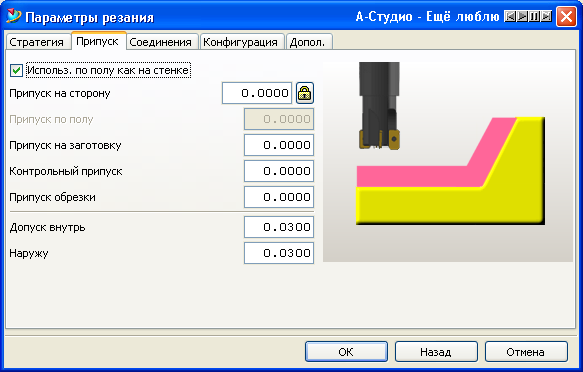 Параметры резания
А-Студио - Ещё люблю
Стратегия Припуск Соединения Конфигурация Допол.
Использ. по полу как на стенке
Припуск на сторону 0.0000
Припуск по полу 0.0000
Припуск на заготовку 0.0000
Контрольный припуск 0.0000
Припуск обрезки 0.0000
Допуск внутрь 0.0300
Наружу 0.0300
OK Назад Отмена